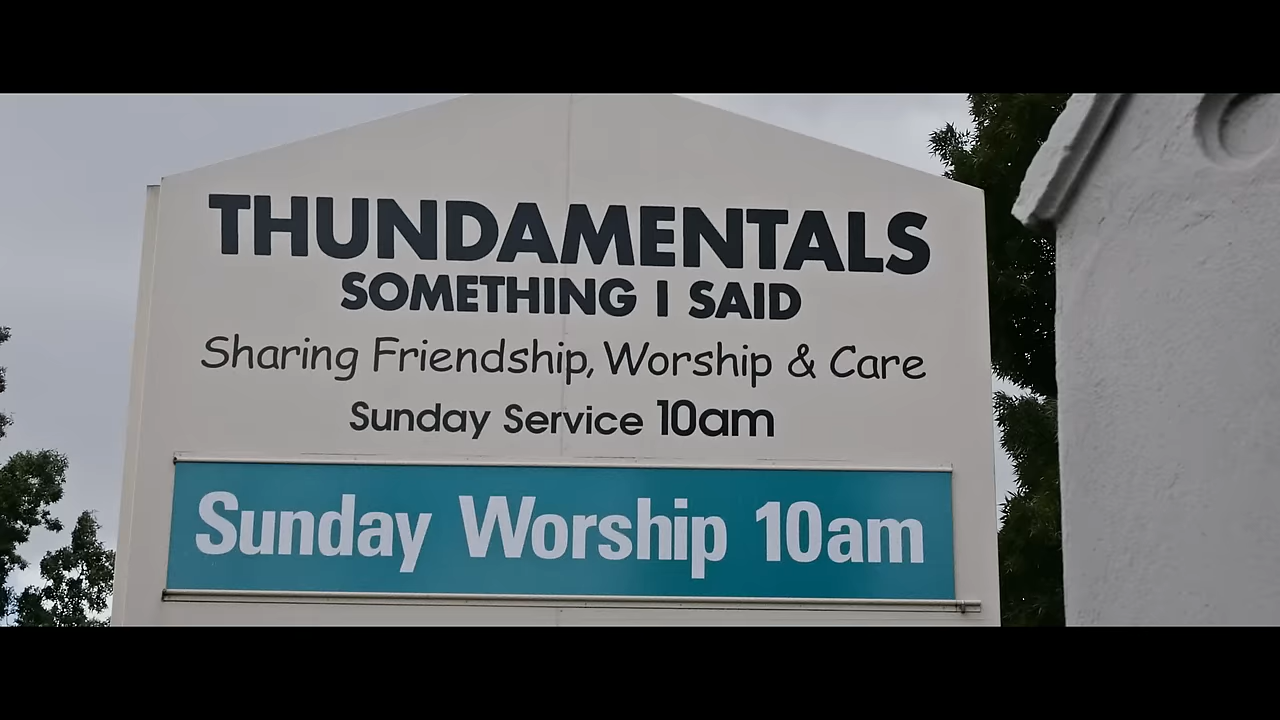 THUNDAMENTALS
SOMETHING I SAID
Sharing Friendship, Worship & Care
Sunday Service 10am
Sunday Worship 10am